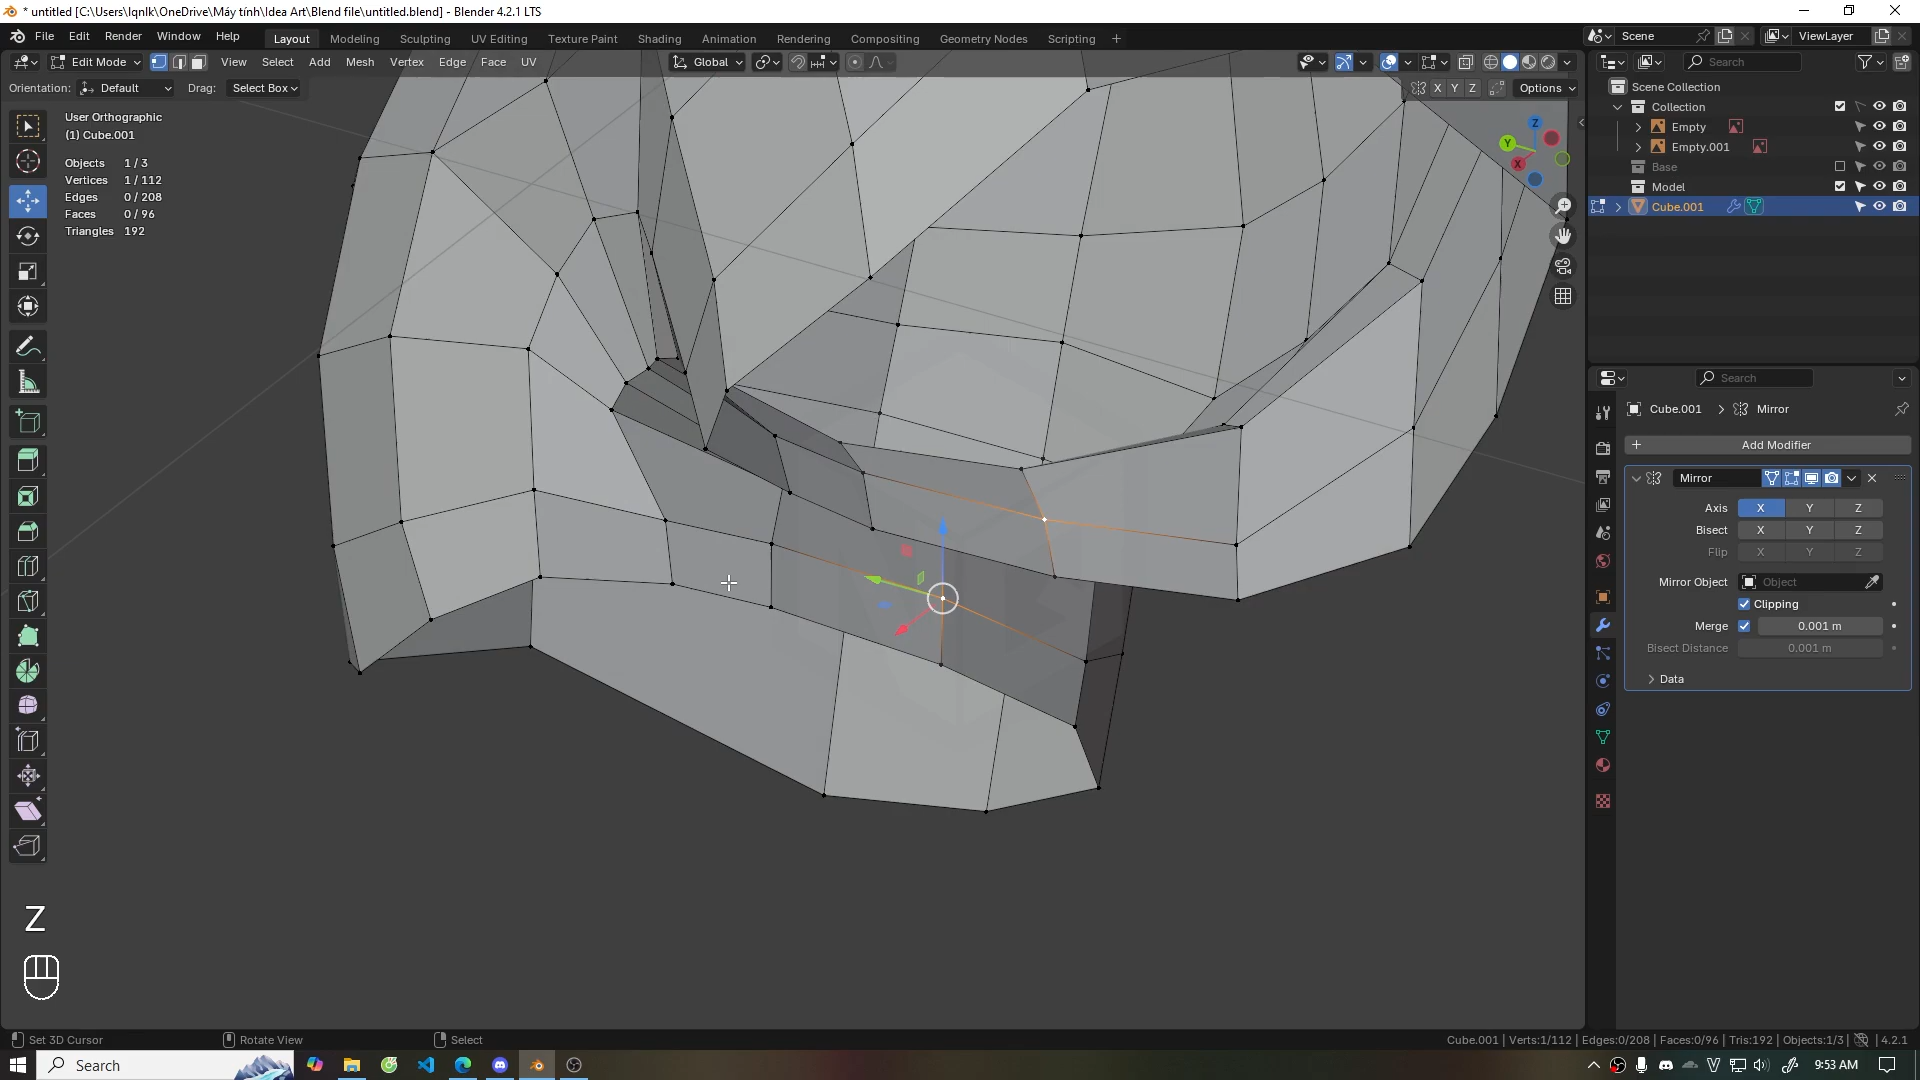 * untitled [C:\Users\lqnlk\OneDrive\Máy tính\Idea Art\Blend file\untitled.blend] - Blender 4.2.1 LTS
File Edit Render Window Help Layout Modeling Sculpting UV Editing Texture Paint Shading Animation Rendering Compositing Geometry Nodes Scripting + Scene ViewLayer
Edit Mode View Select Add Mesh Vertex Edge Face UV Global Search
Orientation: Default Drag: Select Box X Y Z Options
Scene Collection
Collection
Empty
Empty.001
Base
Model
Cube.001
User Orthographic
(1) Cube.001
Objects 1 / 3
Vertices 1 / 112
Edges 0 / 208
Faces 0 / 96
Triangles 192
Z
Y
X
Search
Cube.001 Mirror
Add Modifier
Mirror
Axis X Y Z
Bisect X Y Z
Flip X Y Z
Mirror Object Object
Clipping
Merge 0.001 m
Bisect Distance 0.001 m
Data
Z
Set 3D Cursor Rotate View Select Cube.001 | Verts:1/112 | Edges:0/208 | Faces:0/96 | Tris:192 | Objects:1/3 | 4.2.1
Search 9:53 AM